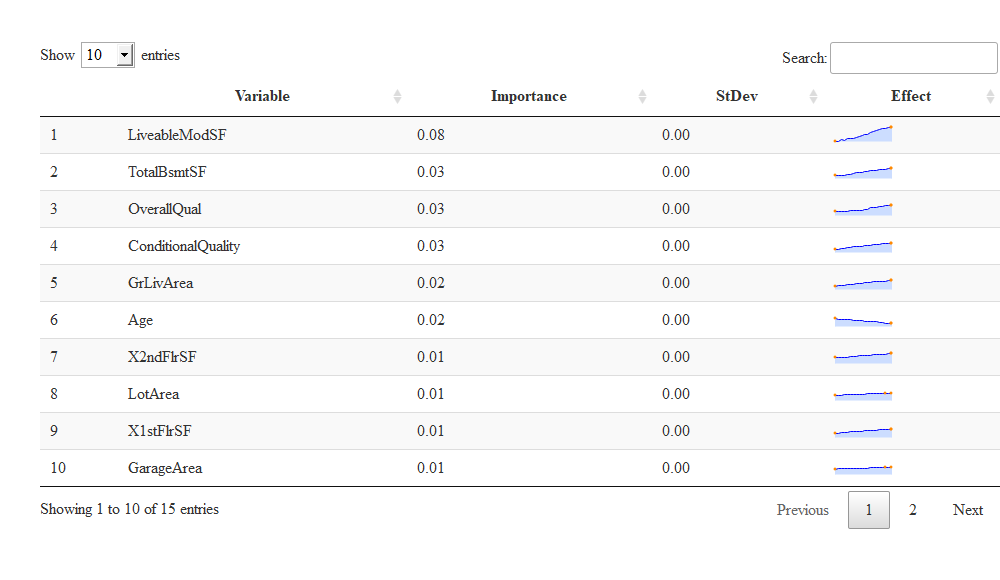 Show 10 entries Search:
Variable Importance StDev Effect
1 LiveableModSF 0.08 0.00
2 TotalBsmtSF 0.03 0.00
3 OverallQual 0.03 0.00
4 ConditionalQuality 0.03 0.00
5 GrLivArea 0.02 0.00
6 Age 0.02 0.00
7 X2ndFlrSF 0.01 0.00
8 LotArea 0.01 0.00
9 X1stFlrSF 0.01 0.00
10 GarageArea 0.01 0.00
Showing 1 to 10 of 15 entries Previous 1 2 Next